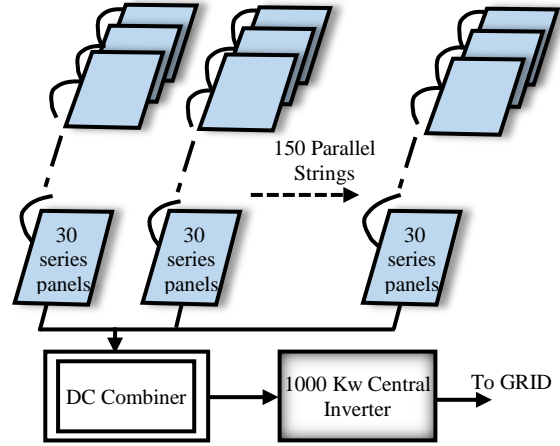 150 Parallel
Strings
30
series
panels
30
series
panels
30
series
panels
DC Combiner
1000 Kw Central
Inverter
To GRID